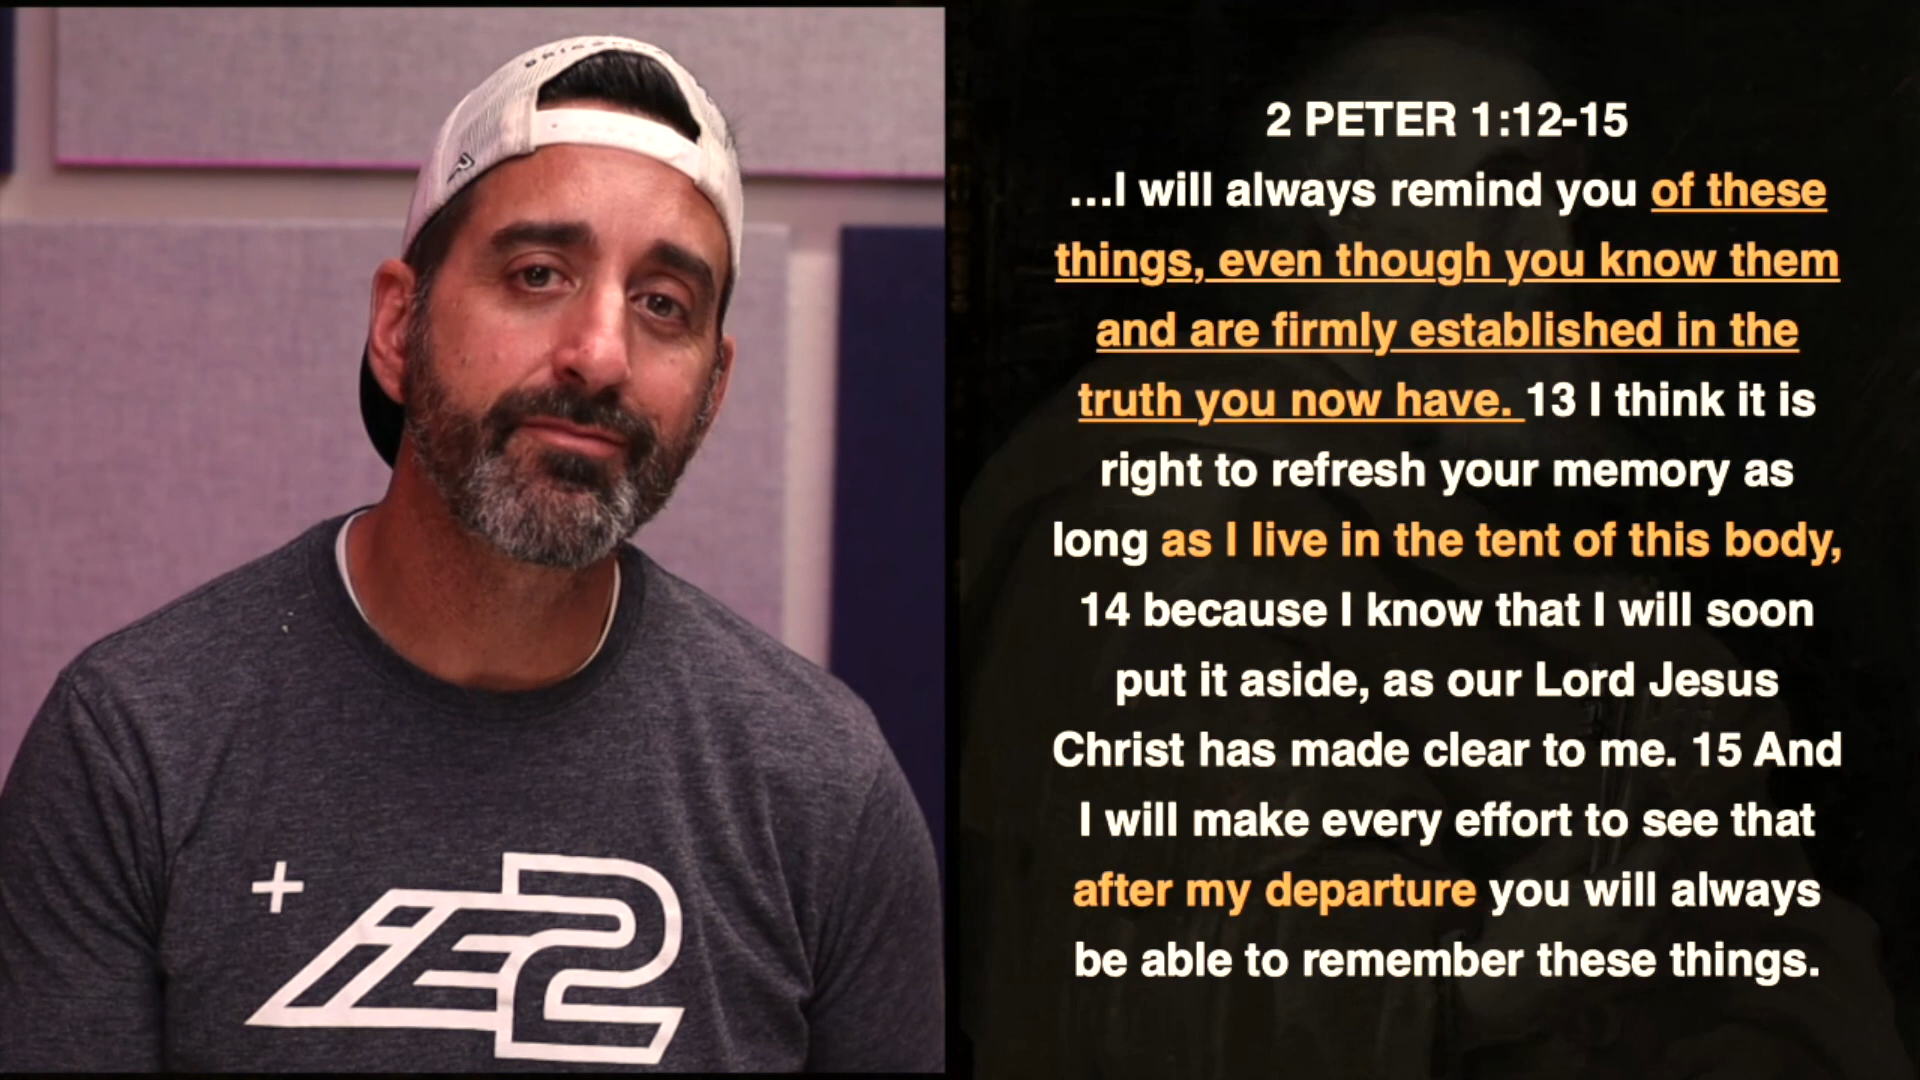 2 PETER 1:12-15
...I will always remind you of these
things, even though you know them
and are firmly established in the
truth you now have. 13 I think it is
right to refresh your memory as
long as I live in the tent of this body,
14 because I know that I will soon
put it aside, as our Lord Jesus
Christ has made clear to me. 15 And
I will make every effort to see that
after my departure you will always
be able to remember these things.